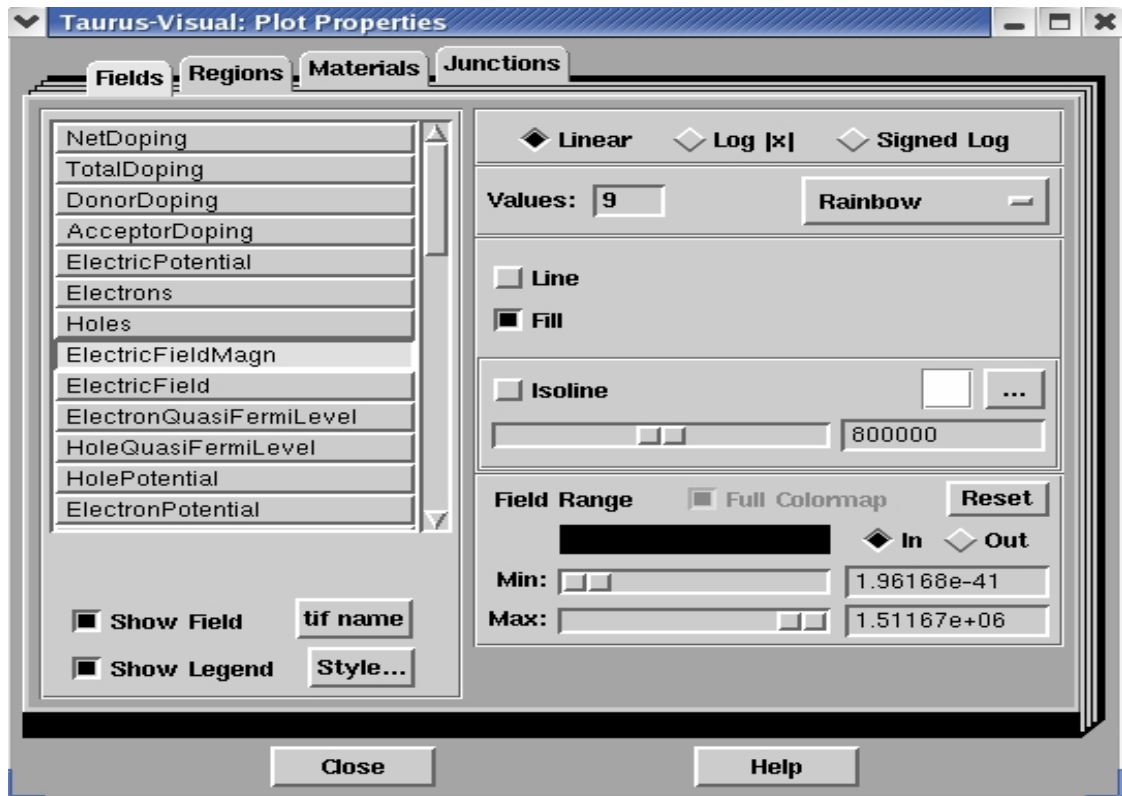 Taurus-Visual: Plot Properties
Fields Regions Materials Junctions
NetDoping
TotalDoping
DonorDoping
AcceptorDoping
ElectricPotential
Electrons
Holes
ElectricFieldMagn
ElectricField
ElectronQuasiFermiLevel
HoleQuasiFermiLevel
HolePotential
ElectronPotential
Show Field tif name
Show Legend Style...
Linear Log |x| Signed Log
Values: 9 Rainbow
Line
Fill
Isoline ...
800000
Field Range Full Colormap Reset
In Out
Min: 1.96168e-41
Max: 1.51167e+06
Close Help